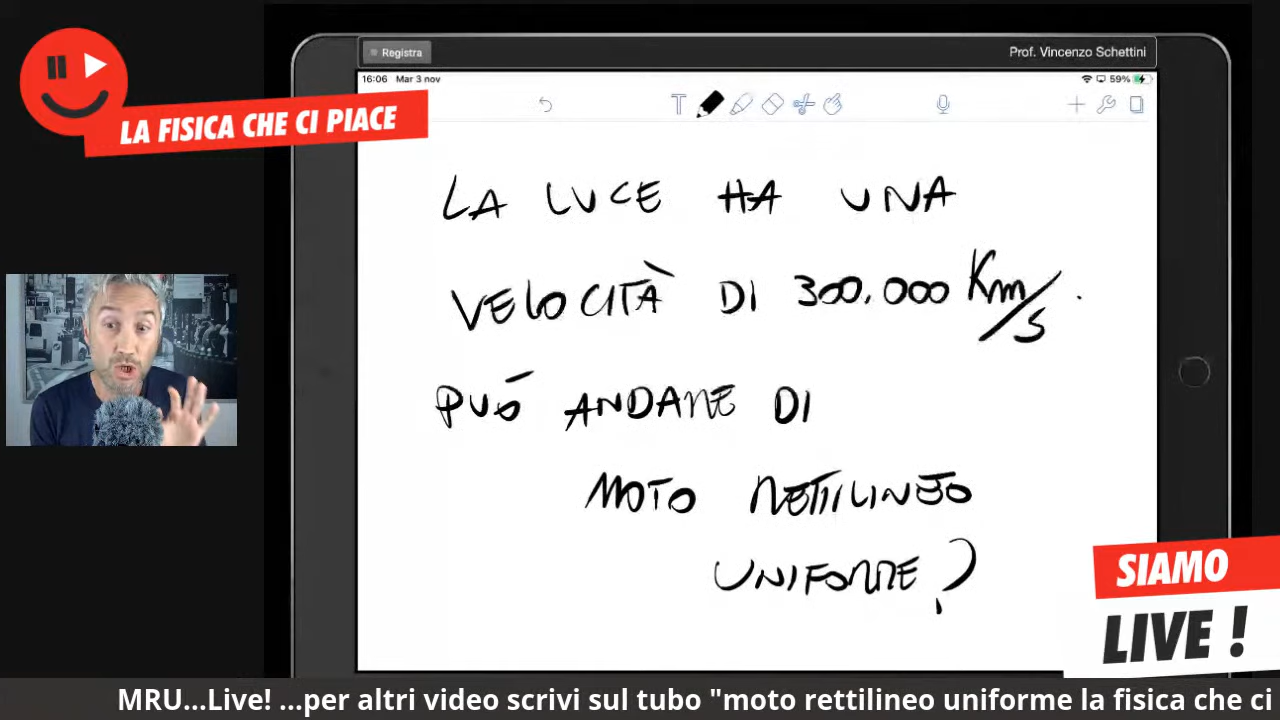 Registra
Prof. Vincenzo Schettini
16:06 Mar 3 nov
59%
LA FISICA CHE CI PIACE
LA LUCE HA UNA
VELOCITÀ DI 300.000 Km/s.
PUÓ ANDARE DI
MOTO RETTILINEO
UNIFORME?
SIAMO
LIVE !
MRU...Live! ...per altri video scrivi sul tubo "moto rettilineo uniforme la fisica che ci